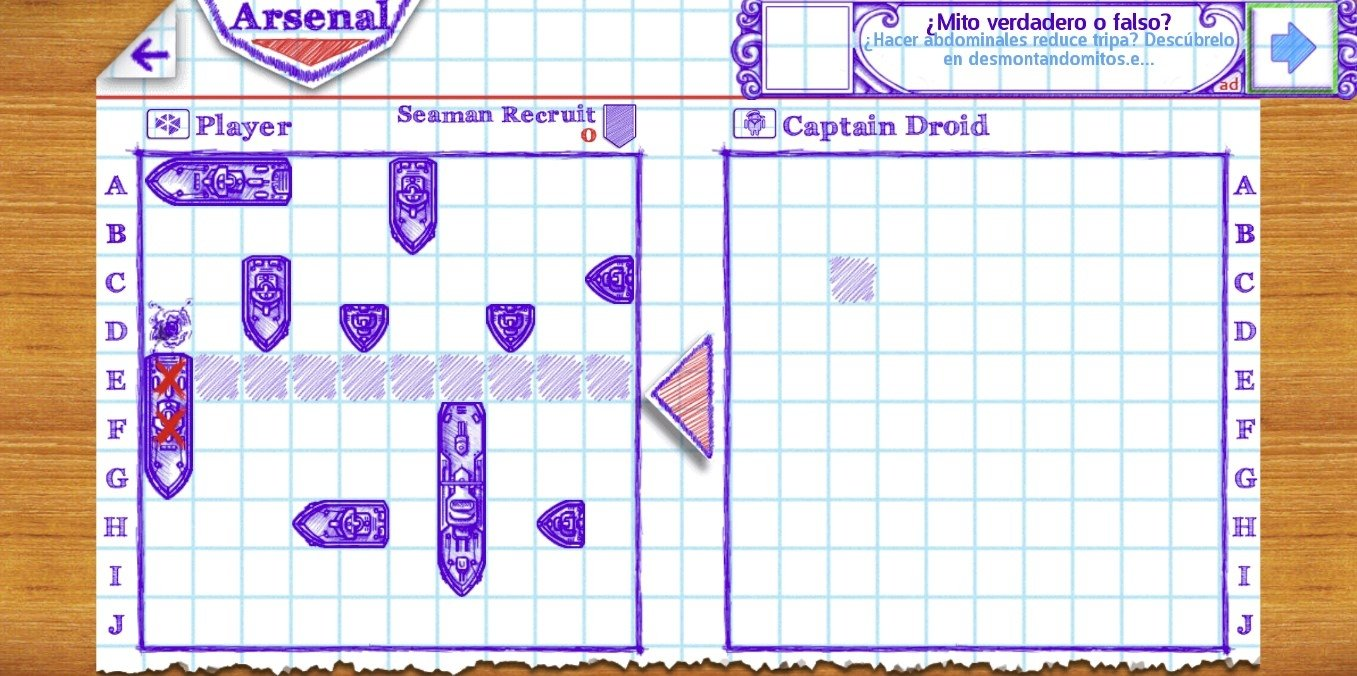 Arsenal
¿Mito verdadero o falso?
¿Hacer abdominales reduce tripa? Descúbrelo
en desmontandomitos.e...
ad
Player
Seaman Recruit
0
Captain Droid
A
B
C
D
E
F
G
H
I
J
A
B
C
D
E
F
G
H
I
J